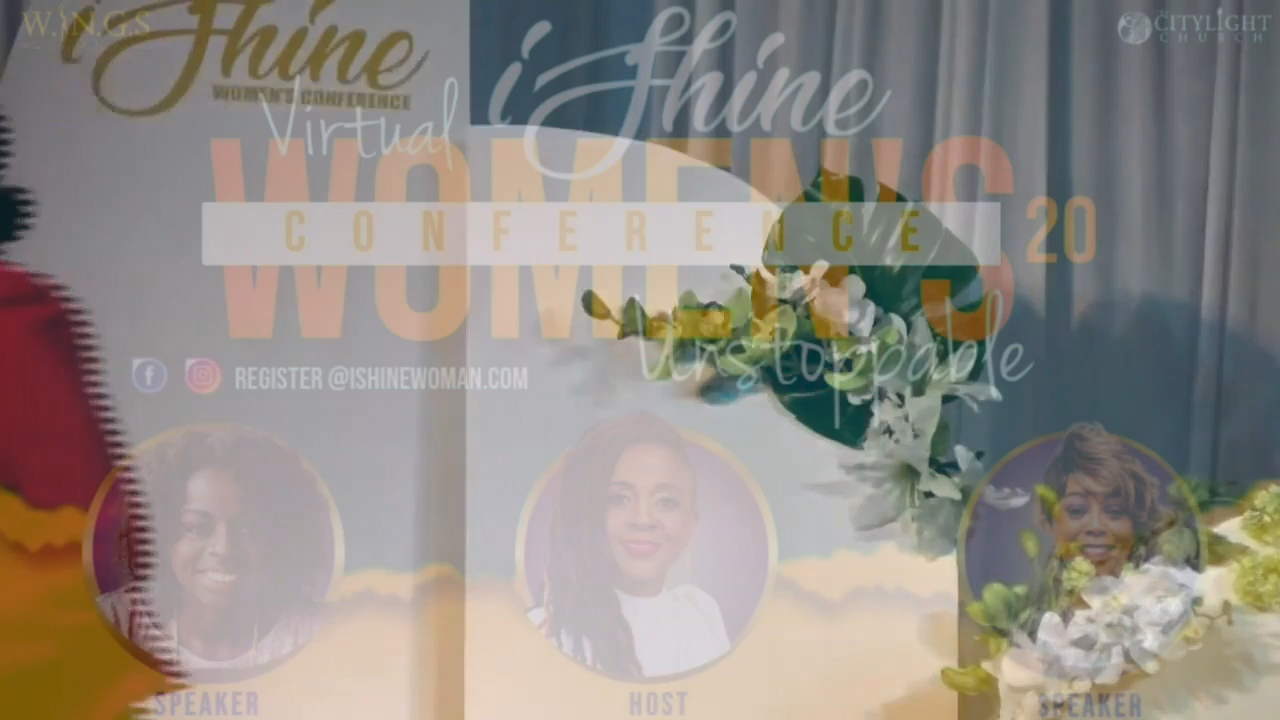 W.I.N.G.S
CITYLIGHT
CHURCH
iShine
WOMEN'S CONFERENCE
iShine
Virtual
WOMEN'S
CONFERENCE
20
Unstoppable
REGISTER @ISHINEWOMAN.COM
SPEAKER
HOST
SPEAKER